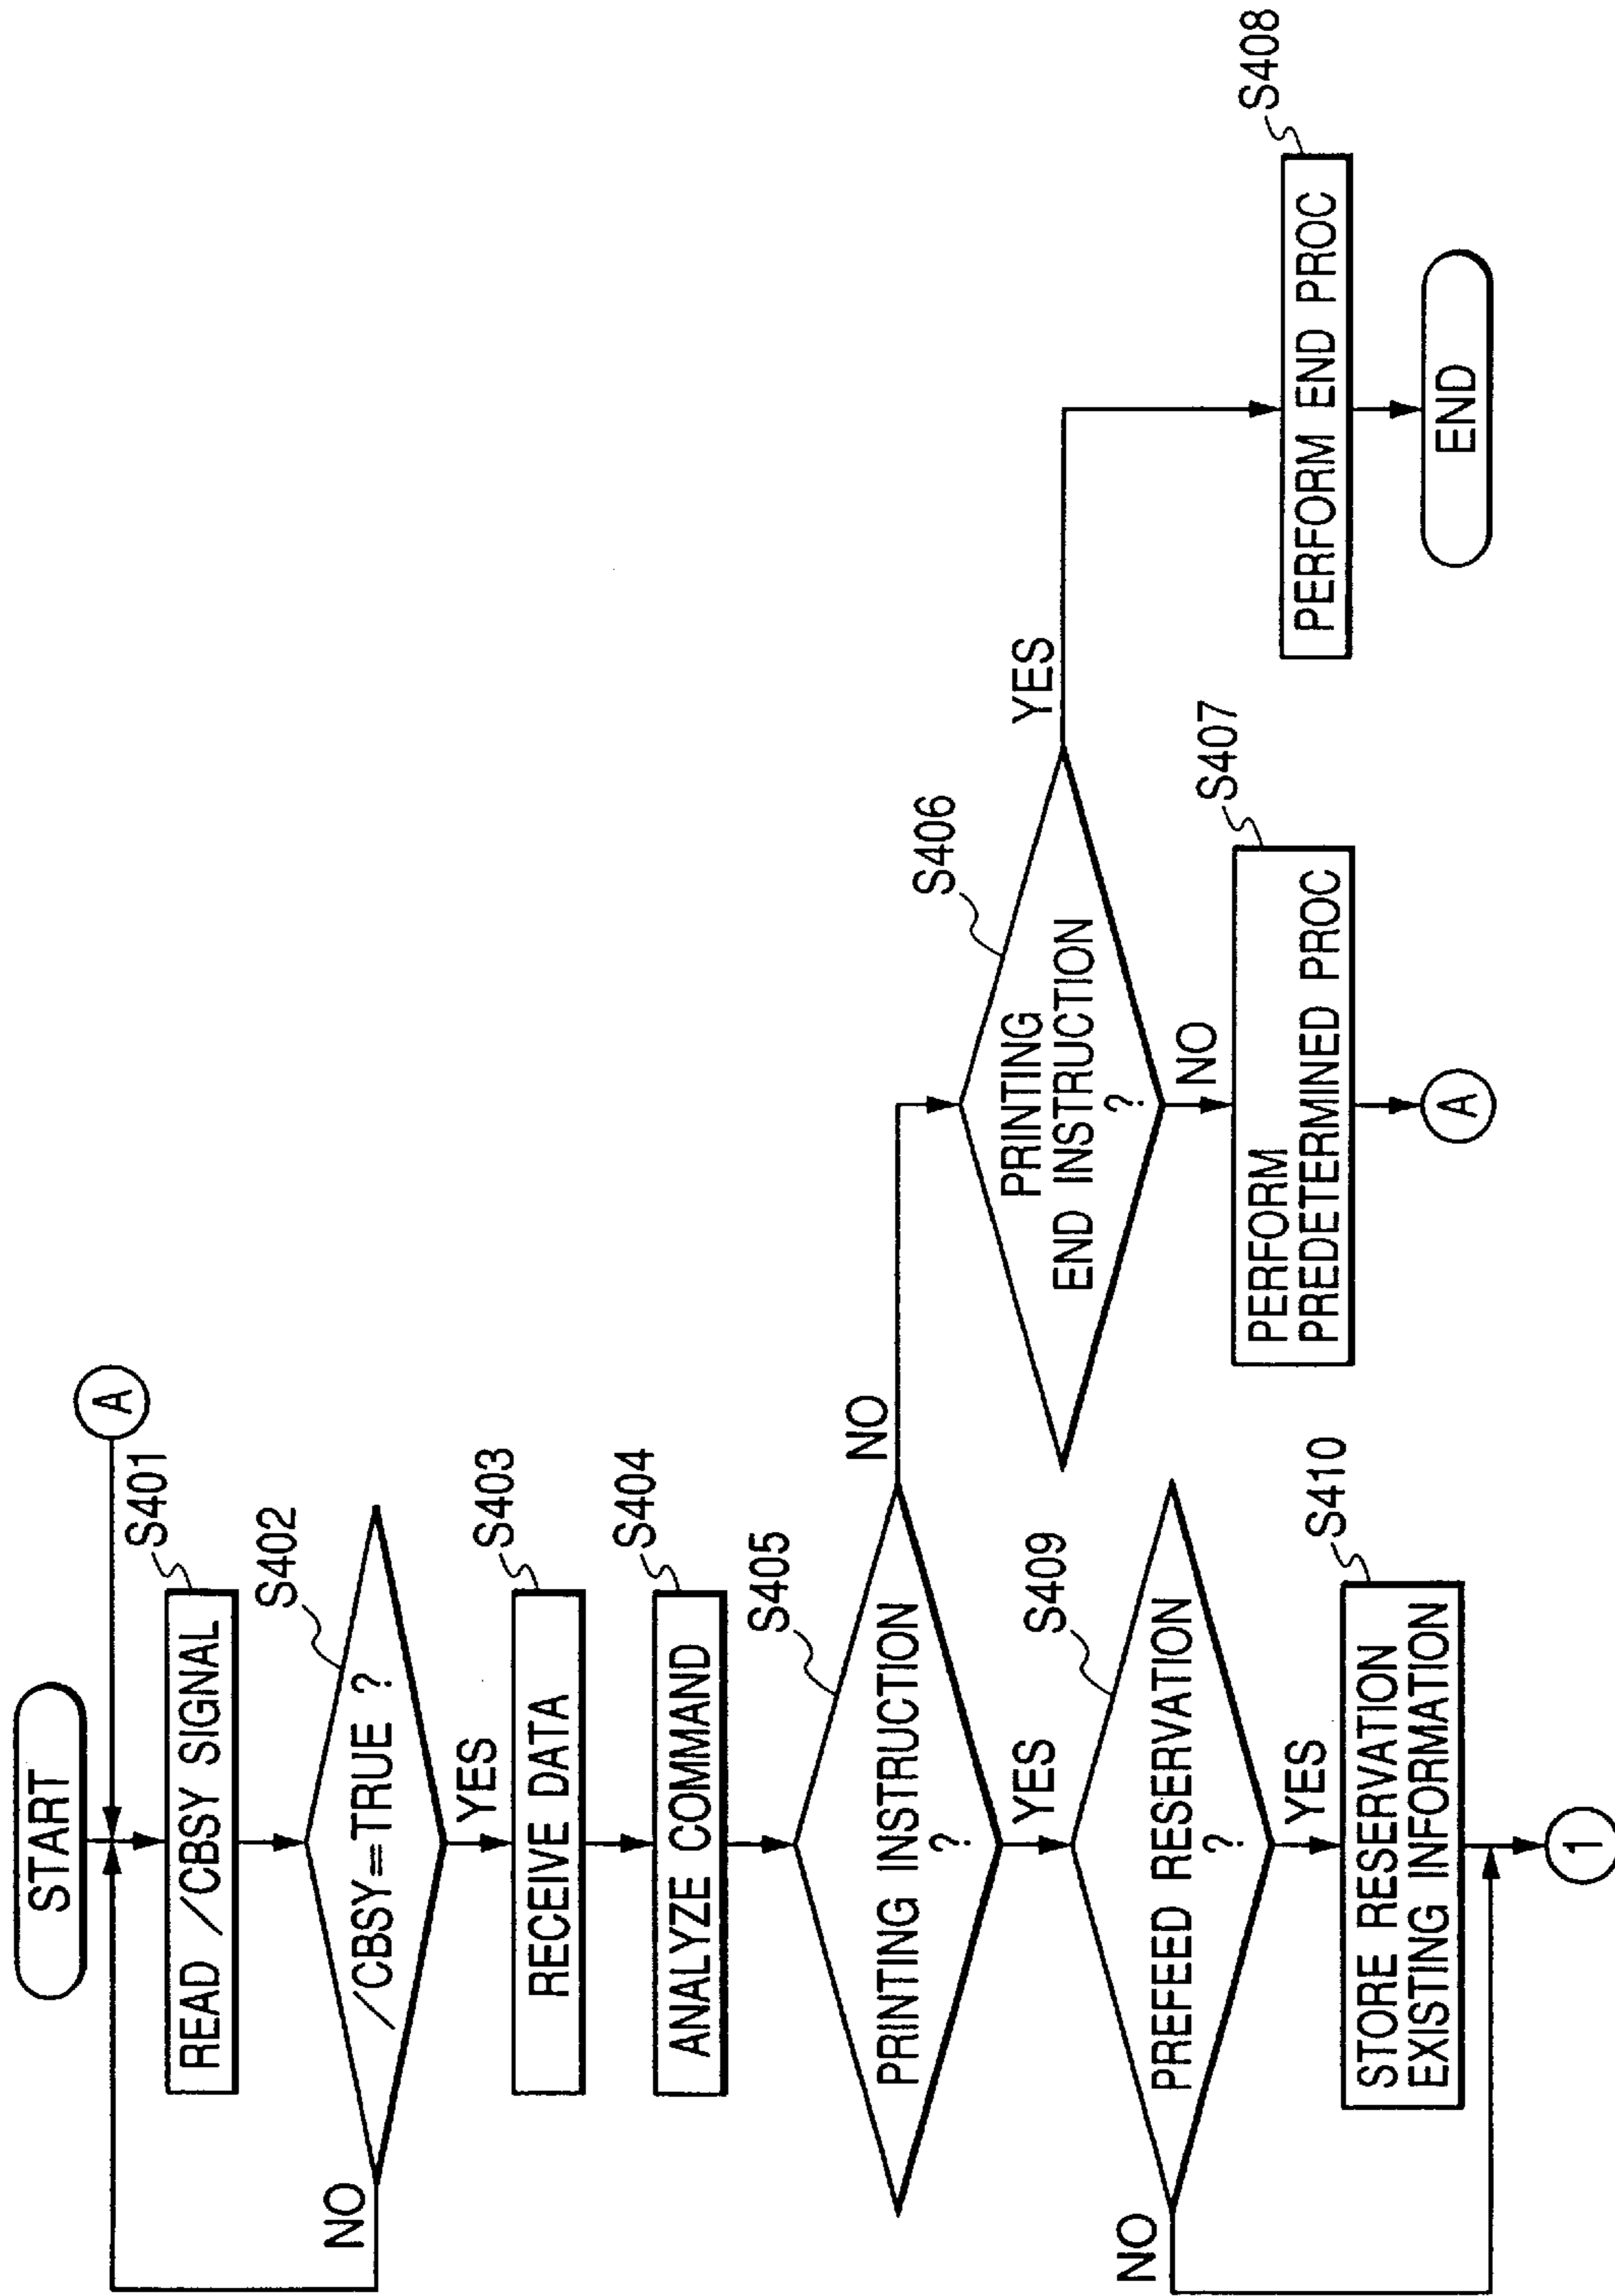 START
A
READ /CBSY SIGNAL
S401
/CBSY=TRUE ?
S402
NO
YES
RECEIVE DATA
S403
ANALYZE COMMAND
S404
PRINTING INSTRUCTION
?
S405
NO
YES
PRINTING
END INSTRUCTION
?
S406
YES
NO
PERFORM
PREDETERMINED PROC
S407
A
PERFORM END PROC
S408
END
PREFEED RESERVATION
?
S409
NO
YES
STORE RESERVATION
EXISTING INFORMATION
S410
1